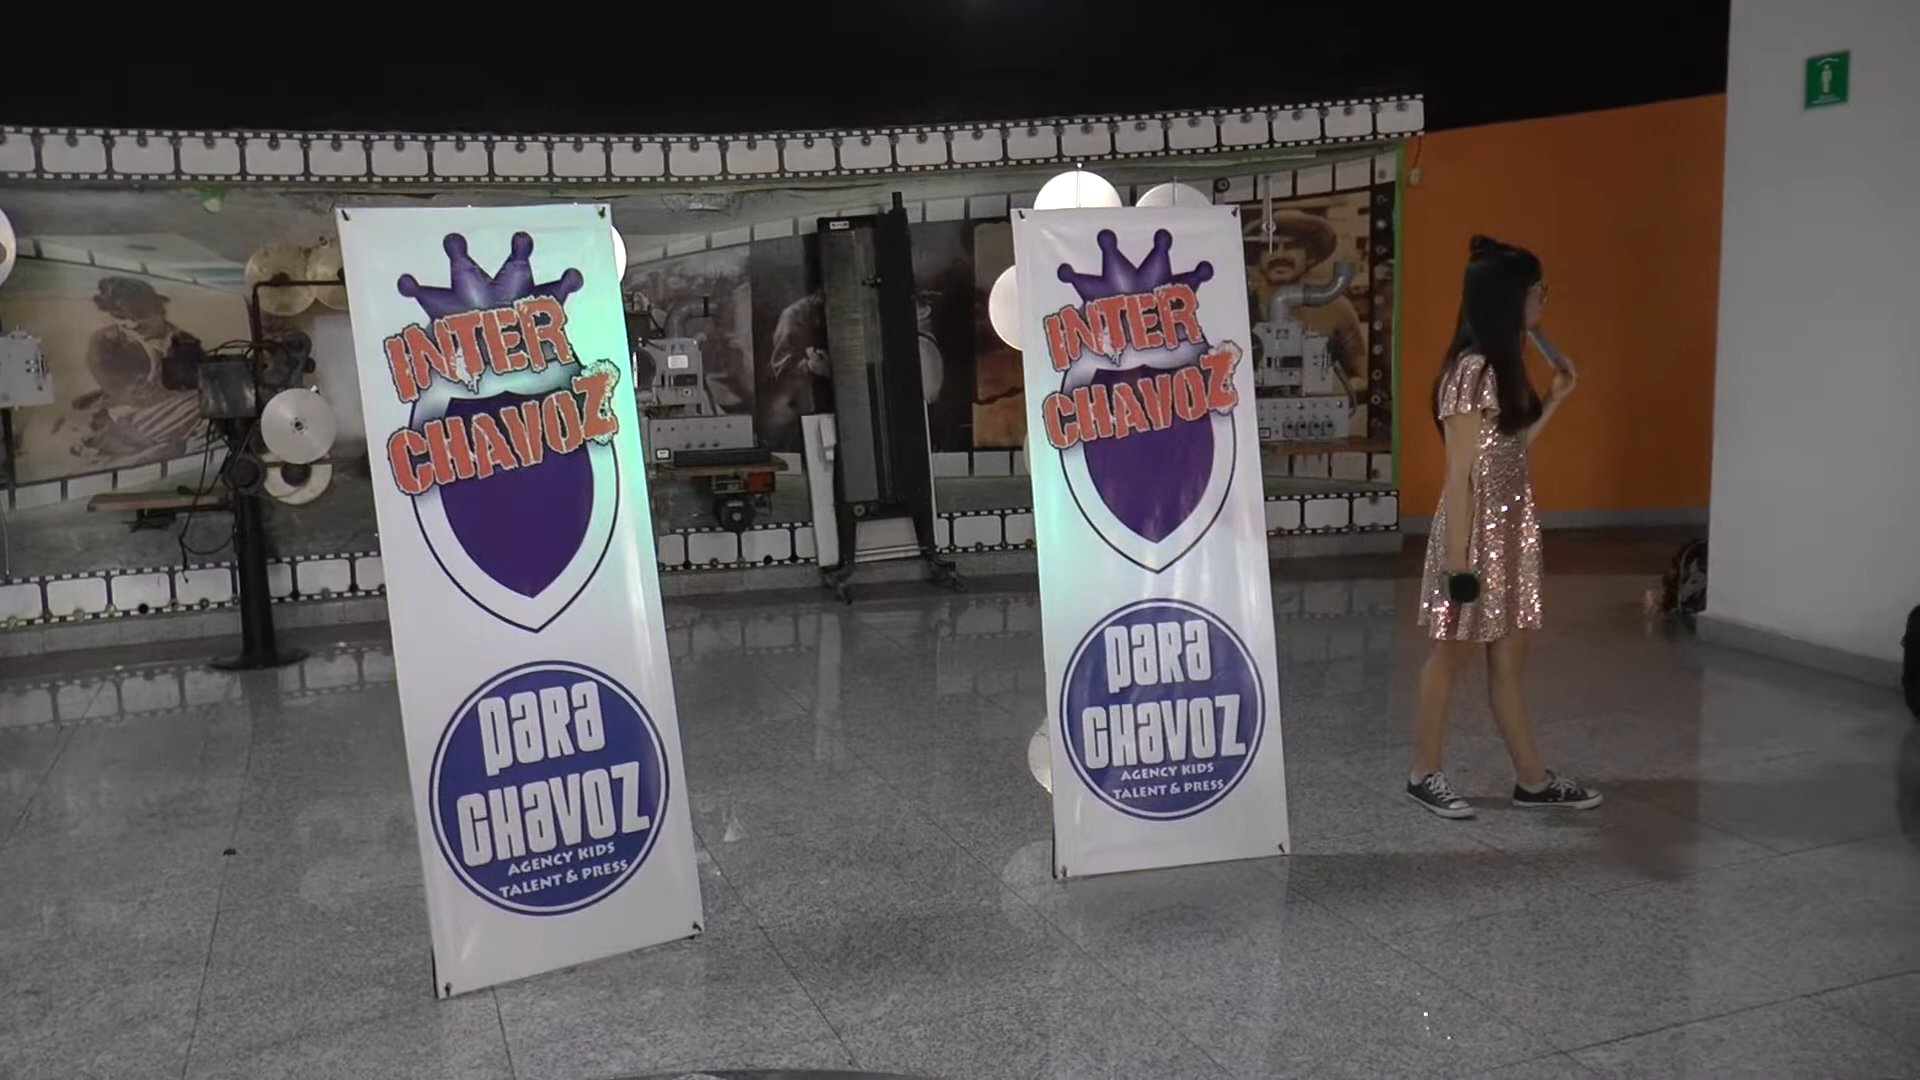 INTER
CHAVOZ
PARA
CHAVOZ
AGENCY KIDS
TALENT & PRESS
INTER
CHAVOZ
PARA
CHAVOZ
AGENCY KIDS
TALENT & PRESS